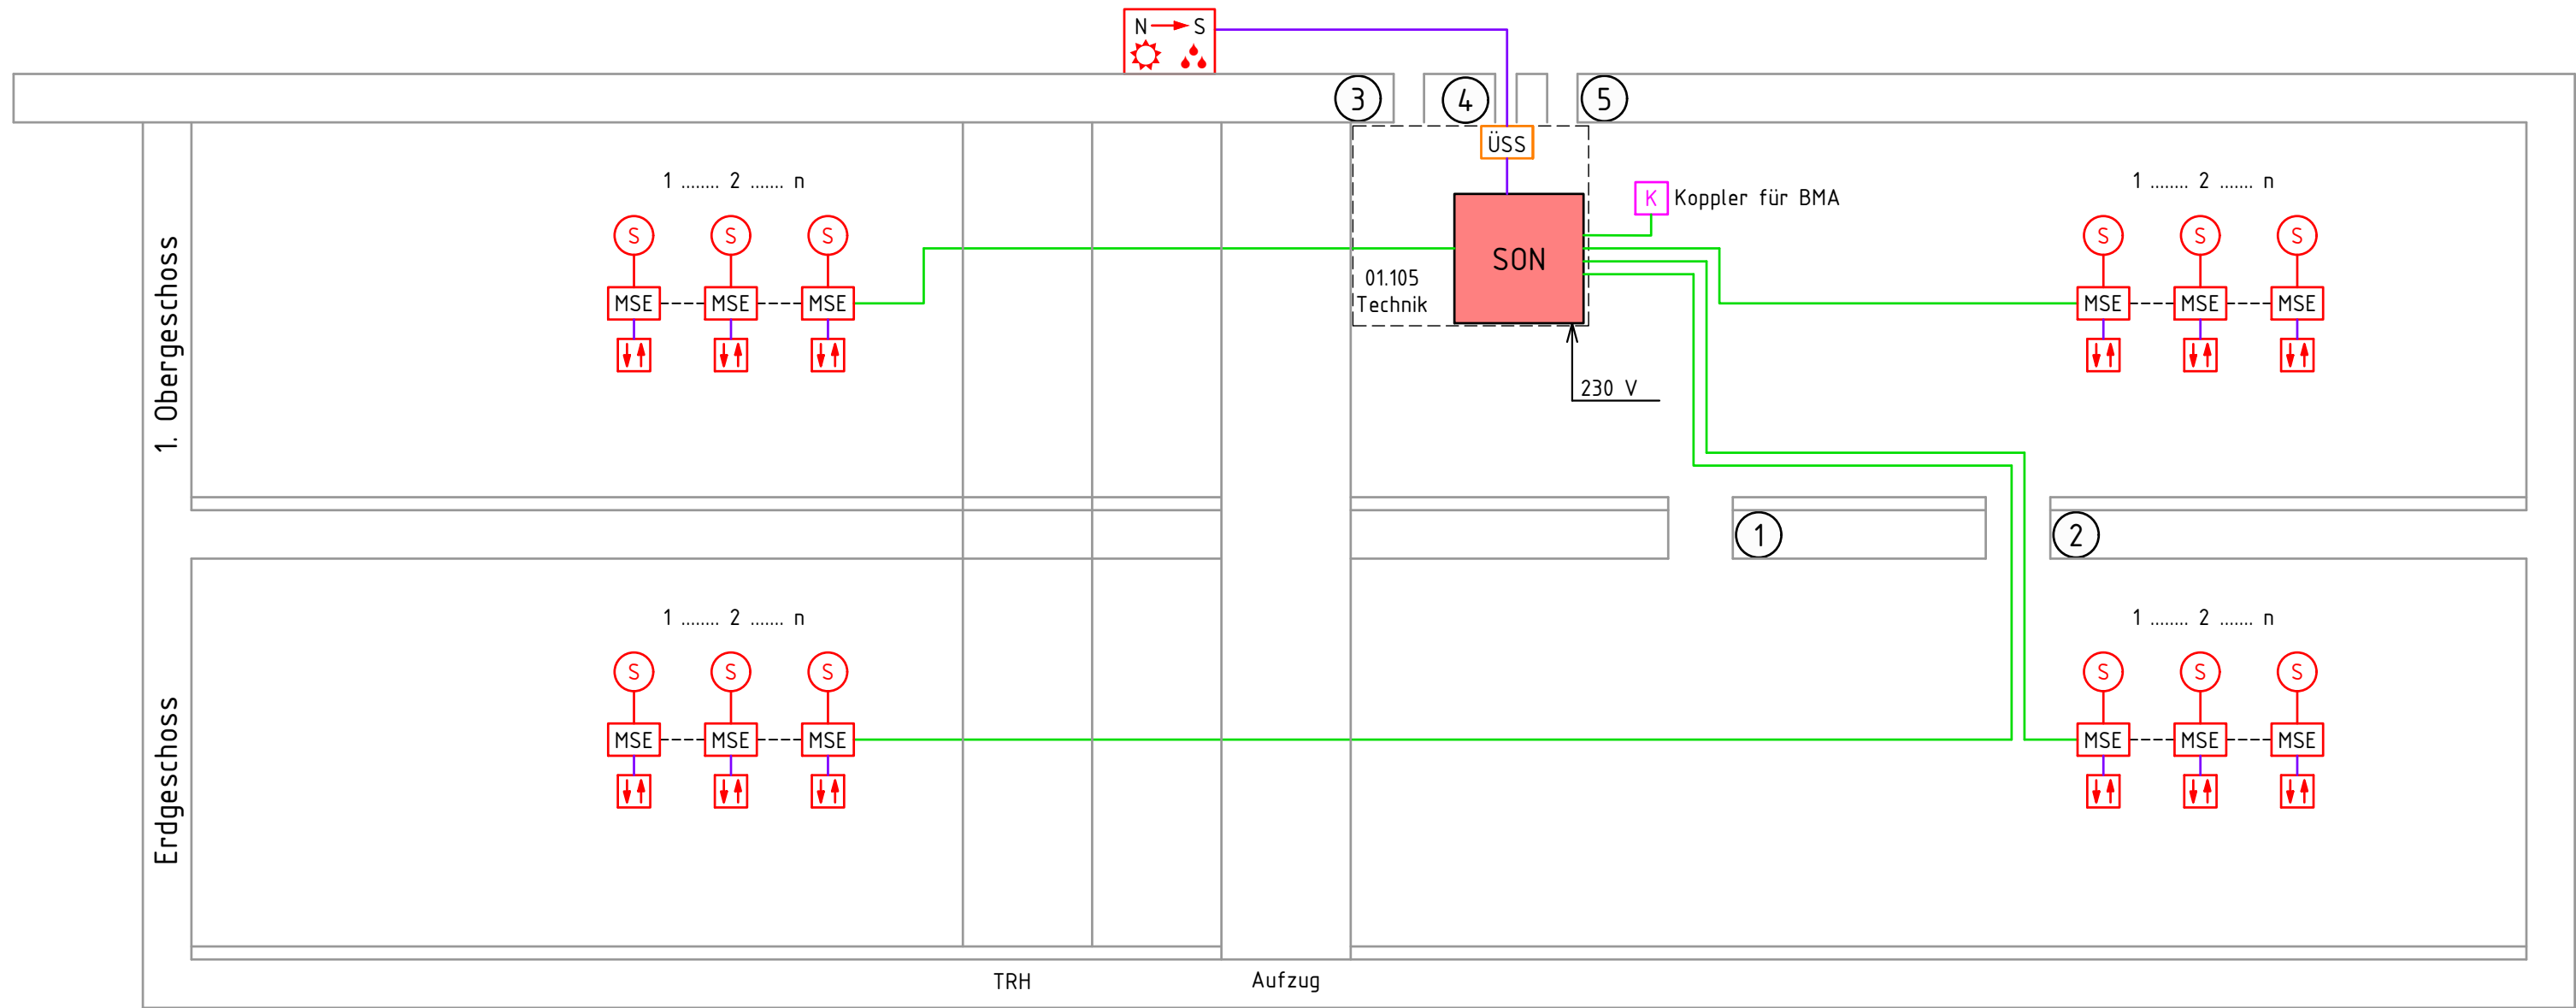 N S
3
4
5
ÜSS
1 ........ 2 ....... n
1 ........ 2 ....... n
K Koppler für BMA
S S S
S S S
SON
01.105
Technik
MSE MSE MSE
MSE MSE MSE
230 V
1. Obergeschoss
1
2
1 ........ 2 ....... n
1 ........ 2 ....... n
S S S
S S S
MSE MSE MSE
MSE MSE MSE
Erdgeschoss
TRH
Aufzug